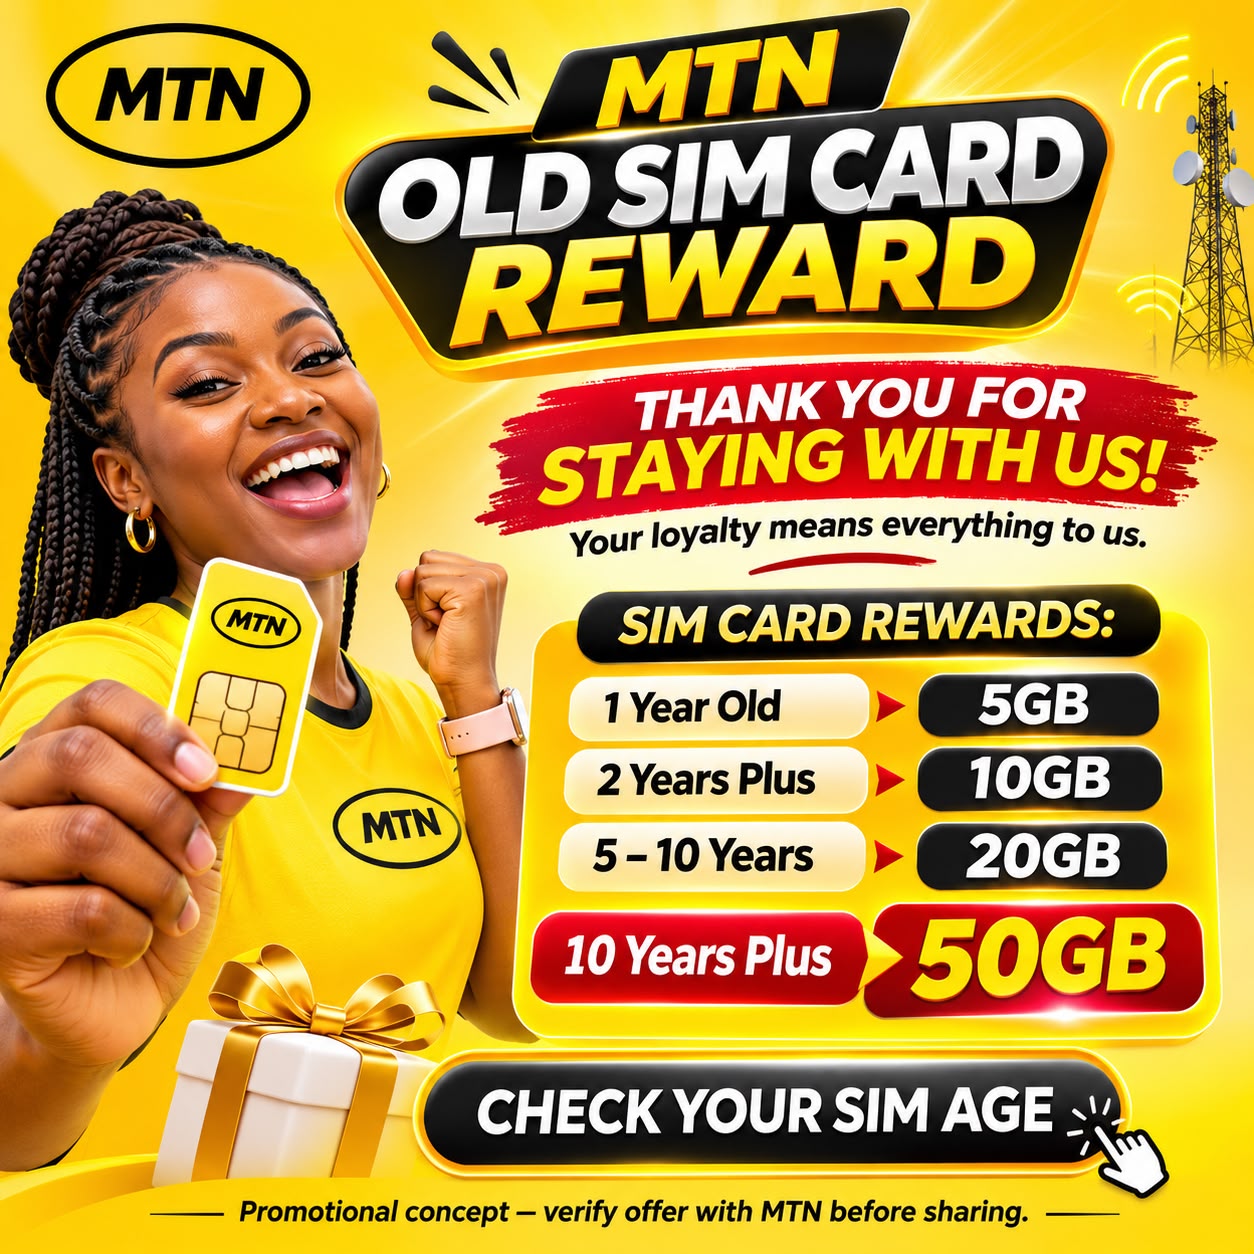 MTN
MTN
OLD SIM CARD
REWARD
THANK YOU FOR
STAYING WITH US!
Your loyalty means everything to us.
MTN
MTN
SIM CARD REWARDS:
1 Year Old 5GB
2 Years Plus 10GB
5 – 10 Years 20GB
10 Years Plus 50GB
CHECK YOUR SIM AGE
Promotional concept – verify offer with MTN before sharing.